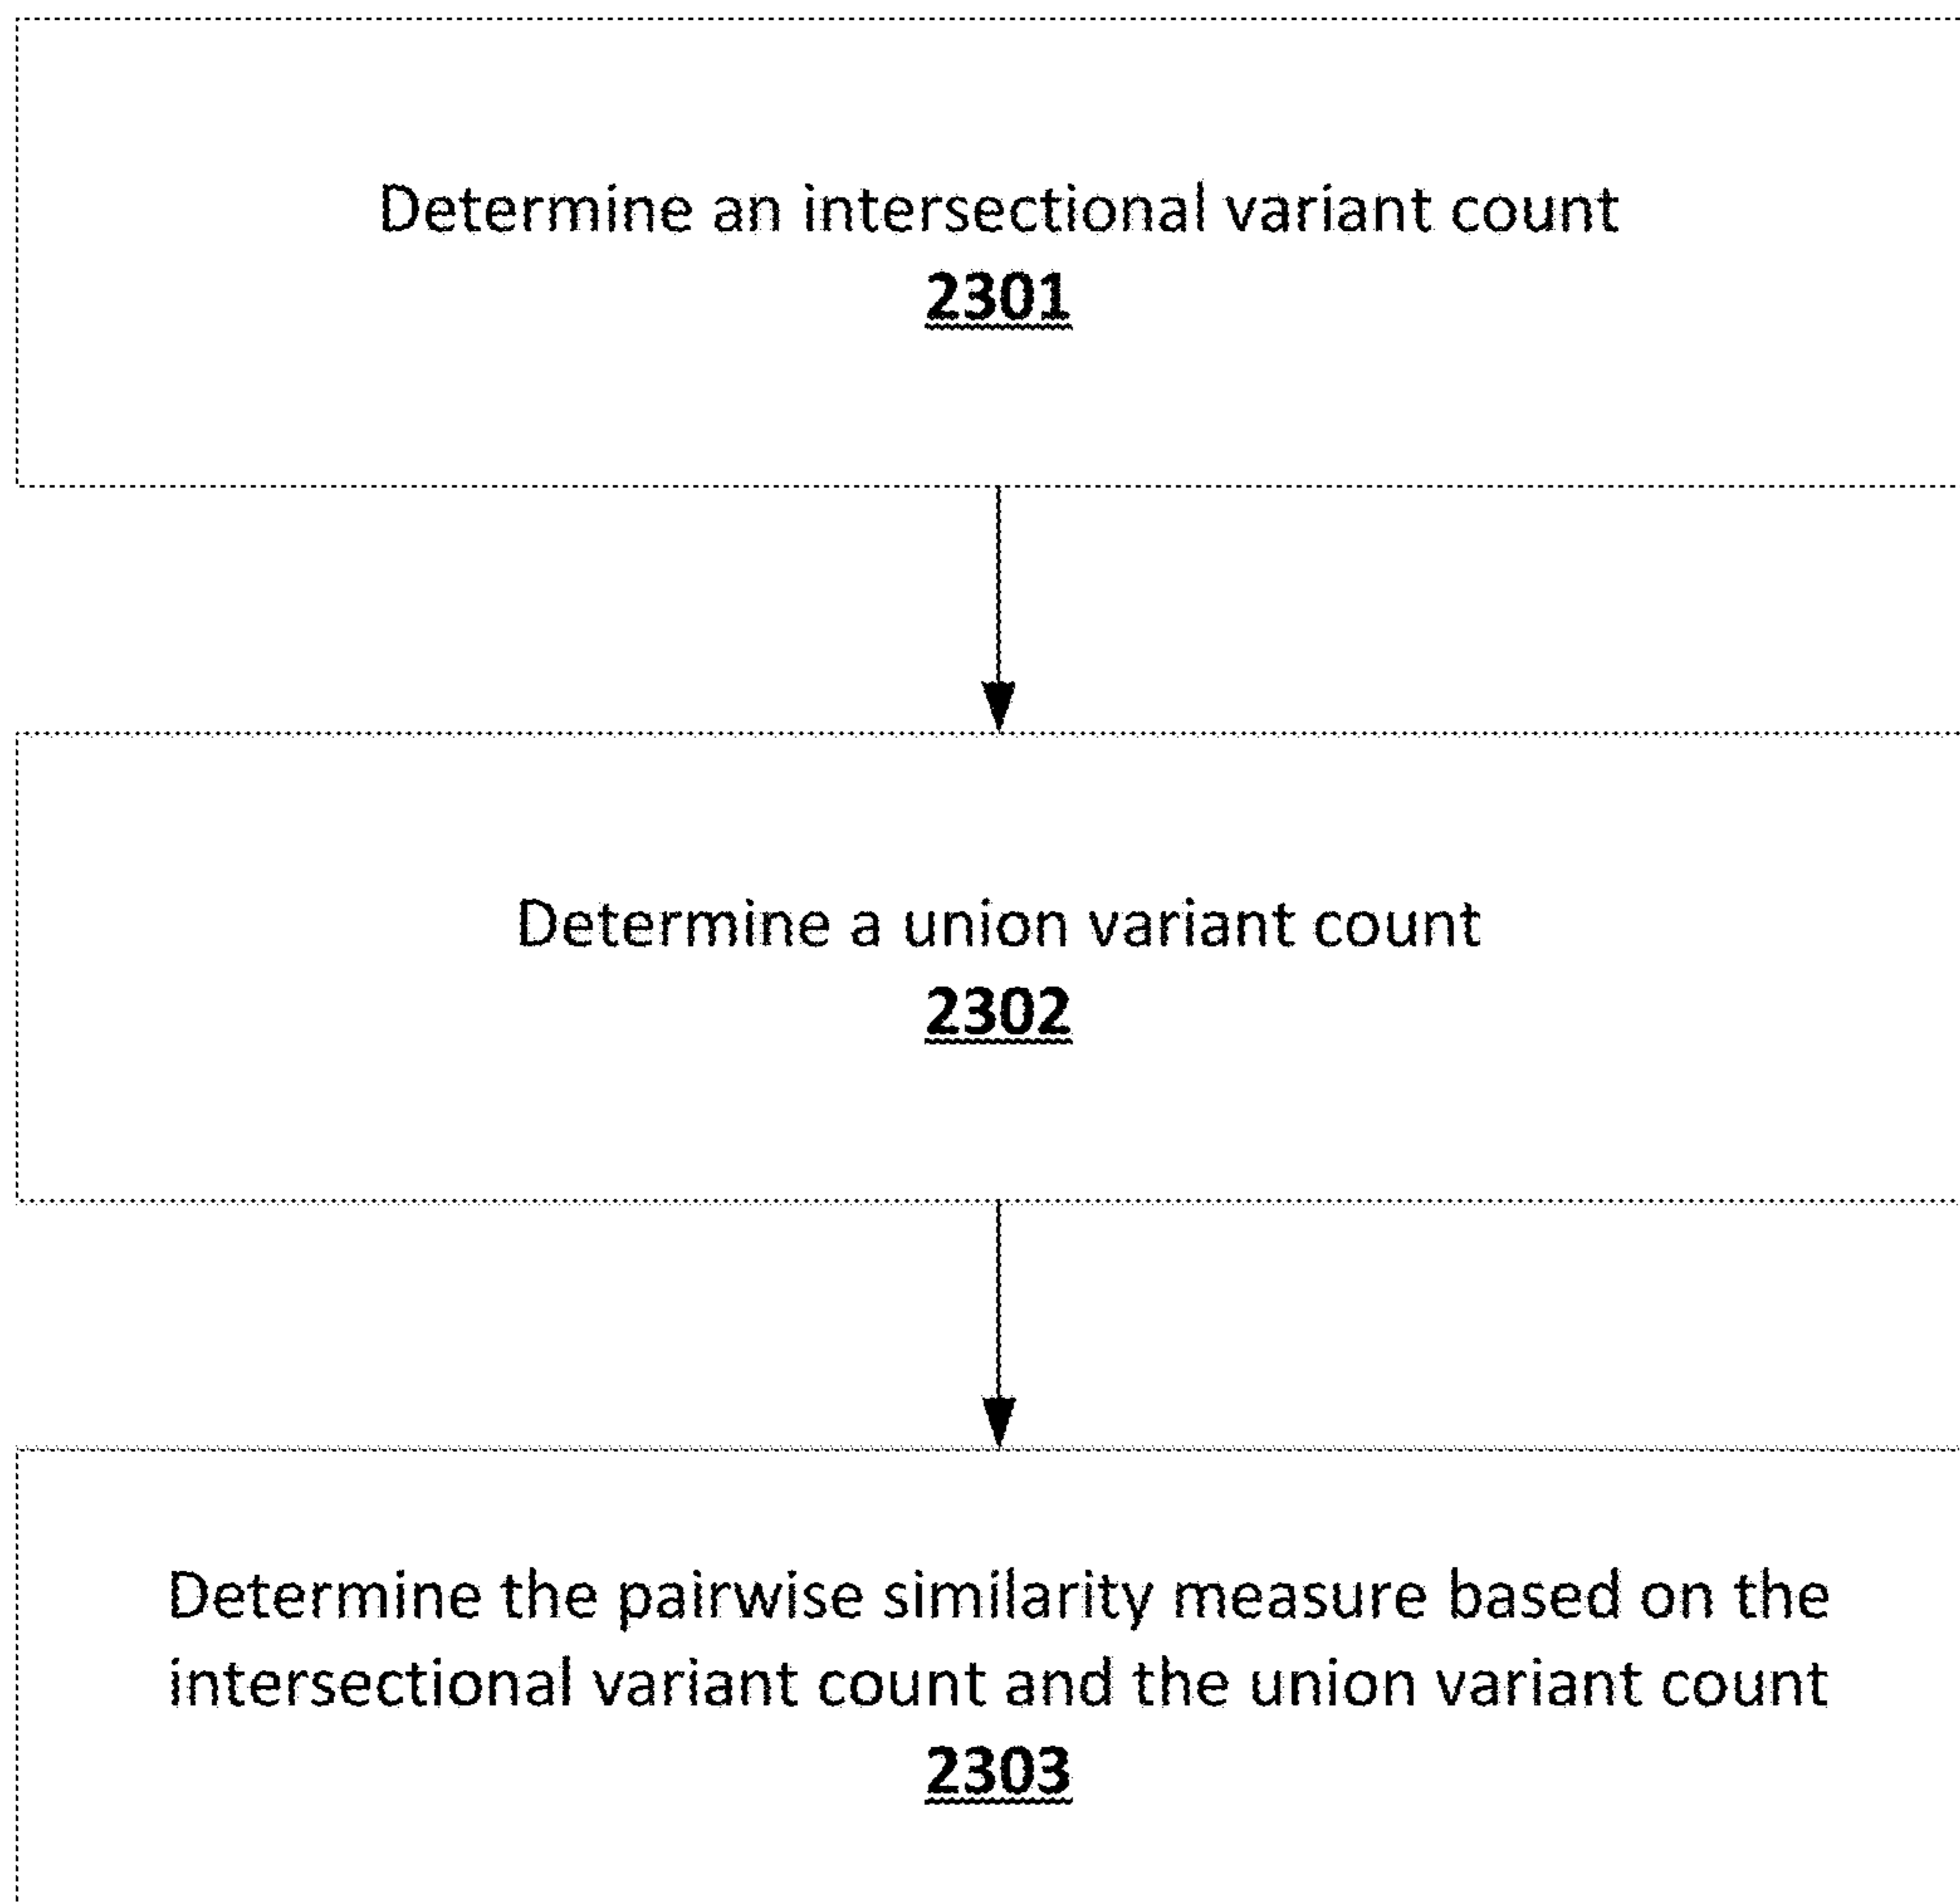 Determine an intersectional variant count
2301
Determine a union variant count
2302
Determine the pairwise similarity measure based on the
intersectional variant count and the union variant count
2303